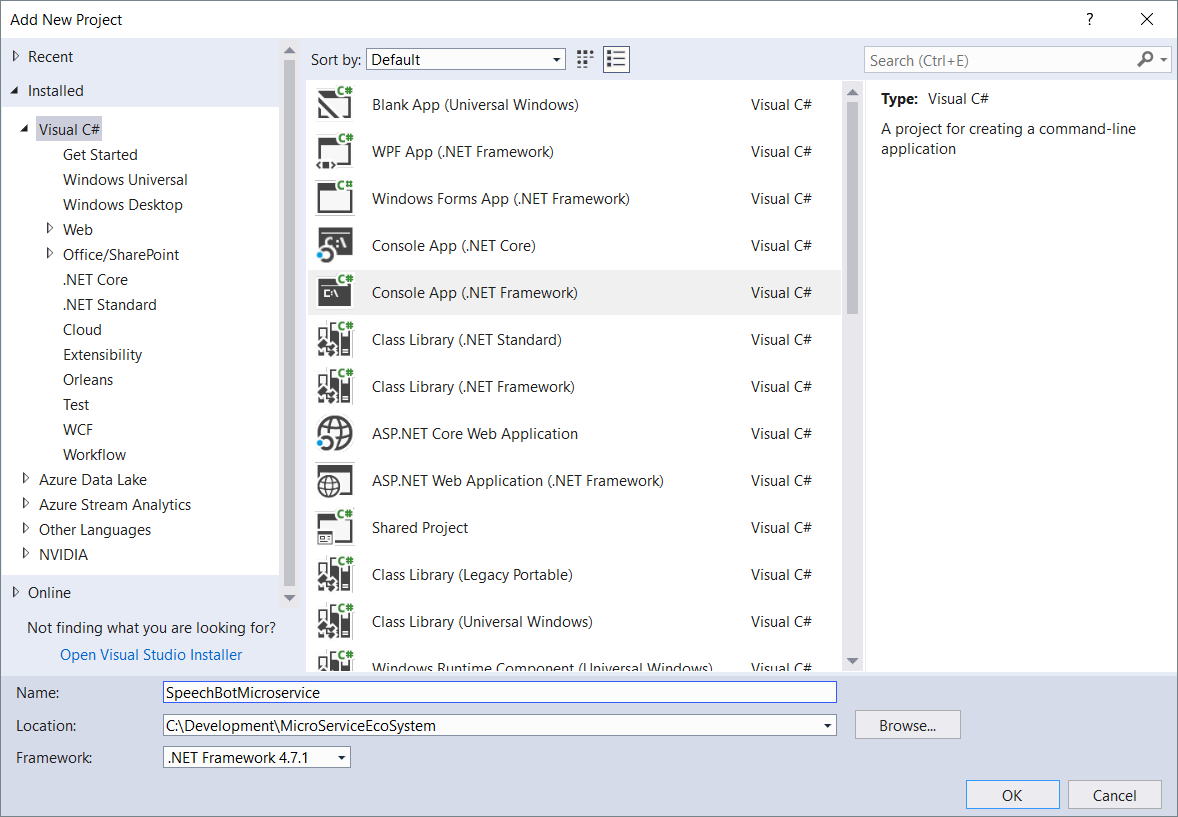 Add New Project
?
Recent
Installed
Visual C#
Get Started
Windows Universal
Windows Desktop
Web
Office/SharePoint
.NET Core
.NET Standard
Cloud
Extensibility
Orleans
Test
WCF
Workflow
Azure Data Lake
Azure Stream Analytics
Other Languages
NVIDIA
Online
Not finding what you are looking for?
Open Visual Studio Installer
Sort by: Default
C# Blank App (Universal Windows) Visual C#
C# WPF App (.NET Framework) Visual C#
C# Windows Forms App (.NET Framework) Visual C#
C# Console App (.NET Core) Visual C#
C# Console App (.NET Framework) Visual C#
C# Class Library (.NET Standard) Visual C#
C# Class Library (.NET Framework) Visual C#
ASP.NET Core Web Application Visual C#
ASP.NET Web Application (.NET Framework) Visual C#
C# Shared Project Visual C#
C# Class Library (Legacy Portable) Visual C#
C# Class Library (Universal Windows) Visual C#
C# Windows Runtime Component (Universal Windows) Visual C#
Search (Ctrl+E)
Type: Visual C#
A project for creating a command-line
application
Name: SpeechBotMicroservice
Location: C:\Development\MicroServiceEcoSystem
Browse...
Framework: .NET Framework 4.7.1
OK
Cancel